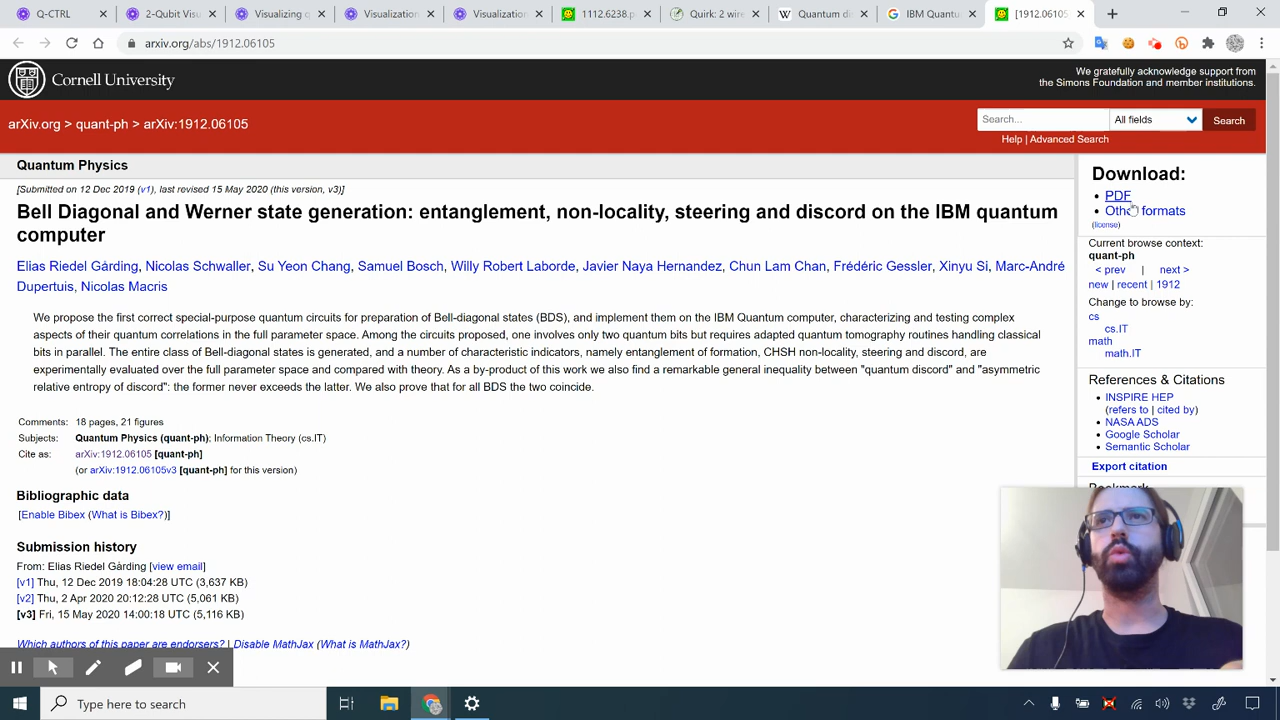 Q-CTRL
2-Qubit Visu
Visualizing
Visualization
Visualization
1112.6238.p
Quirk: 2 wire
Quantum di
IBM Quantu
[1912.06105]
arxiv.org/abs/1912.06105
Cornell University
We gratefully acknowledge support from
the Simons Foundation and member institutions.
arXiv.org > quant-ph > arXiv:1912.06105
Search...
All fields
Search
Help | Advanced Search
Quantum Physics
[Submitted on 12 Dec 2019 (v1), last revised 15 May 2020 (this version, v3)]
Bell Diagonal and Werner state generation: entanglement, non-locality, steering and discord on the IBM quantum
computer
Elias Riedel Gårding, Nicolas Schwaller, Su Yeon Chang, Samuel Bosch, Willy Robert Laborde, Javier Naya Hernandez, Chun Lam Chan, Frédéric Gessler, Xinyu Si, Marc-André
Dupertuis, Nicolas Macris
We propose the first correct special-purpose quantum circuits for preparation of Bell-diagonal states (BDS), and implement them on the IBM Quantum computer, characterizing and testing complex
aspects of their quantum correlations in the full parameter space. Among the circuits proposed, one involves only two quantum bits but requires adapted quantum tomography routines handling classical
bits in parallel. The entire class of Bell-diagonal states is generated, and a number of characteristic indicators, namely entanglement of formation, CHSH non-locality, steering and discord, are
experimentally evaluated over the full parameter space and compared with theory. As a by-product of this work we also find a remarkable general inequality between "quantum discord" and "asymmetric
relative entropy of discord": the former never exceeds the latter. We also prove that for all BDS the two coincide.
Comments: 18 pages, 21 figures
Subjects: Quantum Physics (quant-ph); Information Theory (cs.IT)
Cite as: arXiv:1912.06105 [quant-ph]
(or arXiv:1912.06105v3 [quant-ph] for this version)
Bibliographic data
[Enable Bibex (What is Bibex?)]
Submission history
From: Elias Riedel Gårding [view email]
[v1] Thu, 12 Dec 2019 18:04:28 UTC (3,637 KB)
[v2] Thu, 2 Apr 2020 20:12:28 UTC (5,061 KB)
[v3] Fri, 15 May 2020 14:00:18 UTC (5,116 KB)
Which authors of this paper are endorsers? | Disable MathJax (What is MathJax?)
Download:
PDF
Other formats
(license)
Current browse context:
quant-ph
< prev | next >
new | recent | 1912
Change to browse by:
cs
cs.IT
math
math.IT
References & Citations
INSPIRE HEP
(refers to | cited by)
NASA ADS
Google Scholar
Semantic Scholar
Export citation
Bookmark
Type here to search